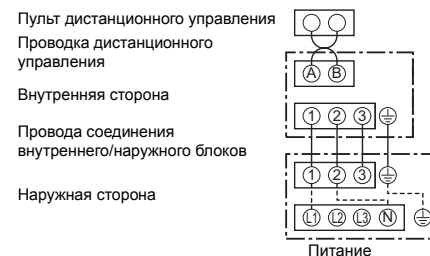 Пульт дистанционного управления
Проводка дистанционного
управления
A B
Внутренняя сторона
1 2 3
Провода соединения
внутреннего/наружного блоков
1 2 3
Наружная сторона
L1 L2 L3 N
Питание